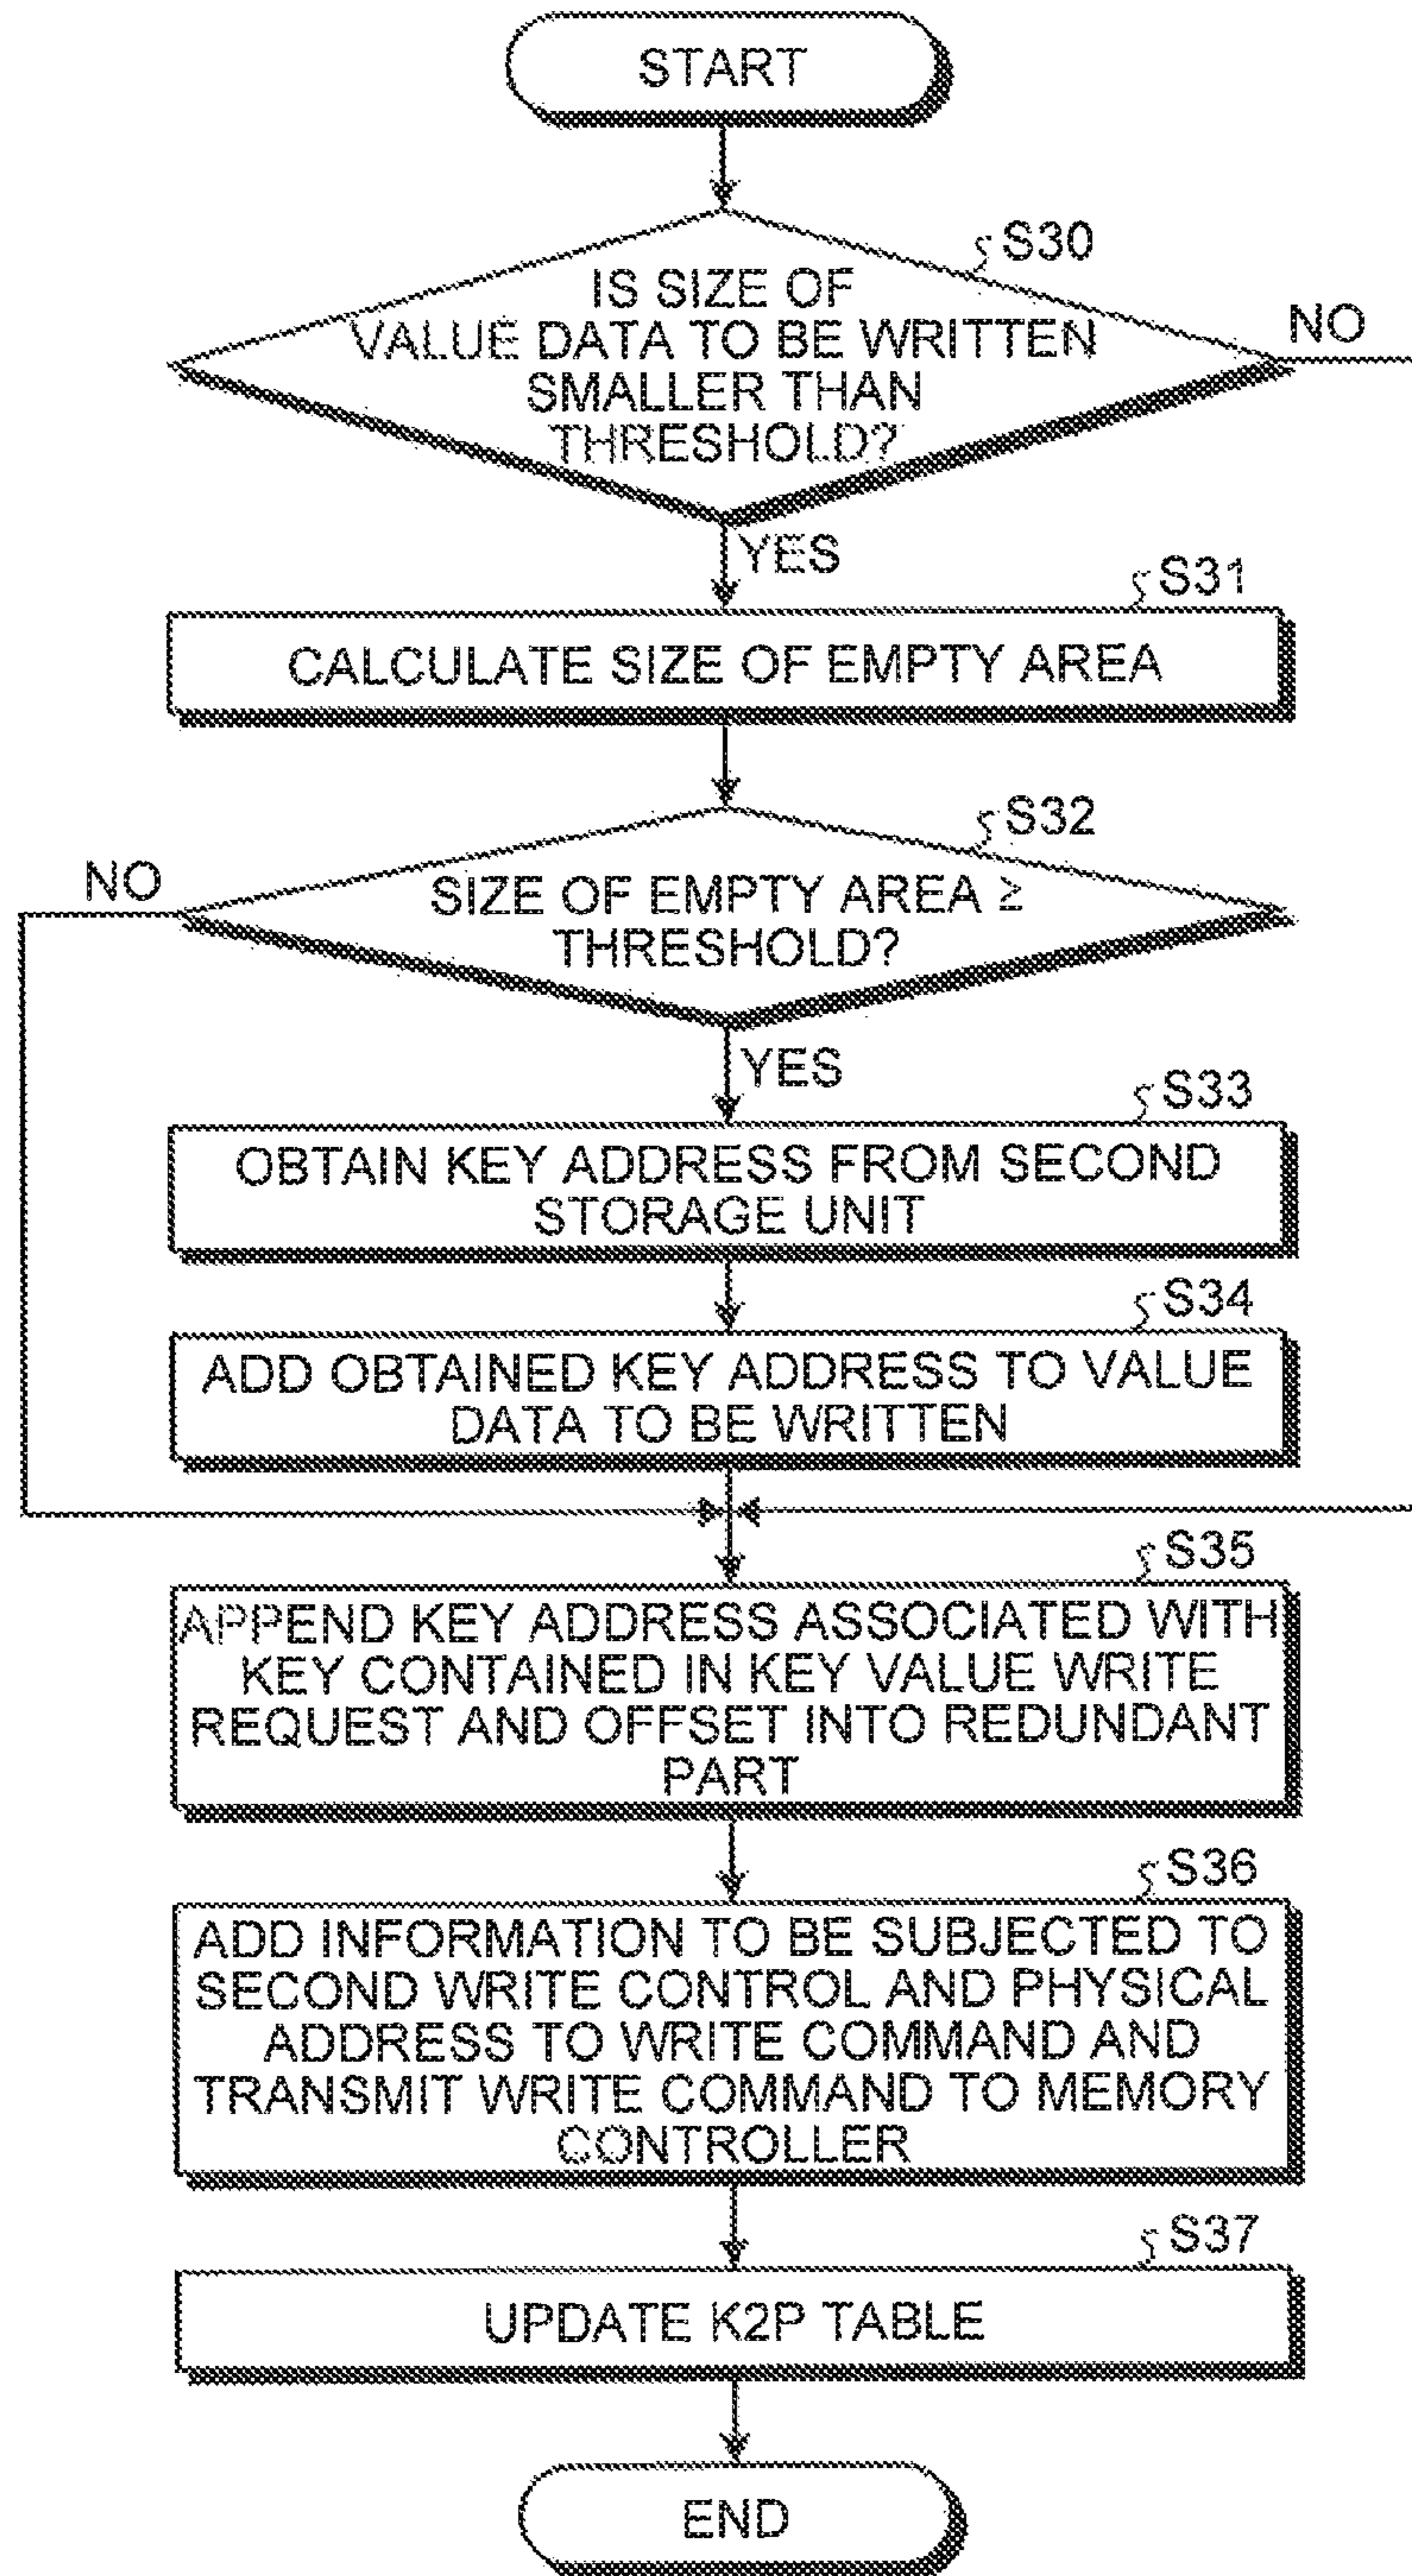 START
S30
IS SIZE OF
VALUE DATA TO BE WRITTEN
SMALLER THAN
THRESHOLD?
NO
YES
S31
CALCULATE SIZE OF EMPTY AREA
S32
NO
SIZE OF EMPTY AREA ≥
THRESHOLD?
YES
S33
OBTAIN KEY ADDRESS FROM SECOND
STORAGE UNIT
S34
ADD OBTAINED KEY ADDRESS TO VALUE
DATA TO BE WRITTEN
S35
APPEND KEY ADDRESS ASSOCIATED WITH
KEY CONTAINED IN KEY VALUE WRITE
REQUEST AND OFFSET INTO REDUNDANT
PART
S36
ADD INFORMATION TO BE SUBJECTED TO
SECOND WRITE CONTROL AND PHYSICAL
ADDRESS TO WRITE COMMAND AND
TRANSMIT WRITE COMMAND TO MEMORY
CONTROLLER
S37
UPDATE K2P TABLE
END